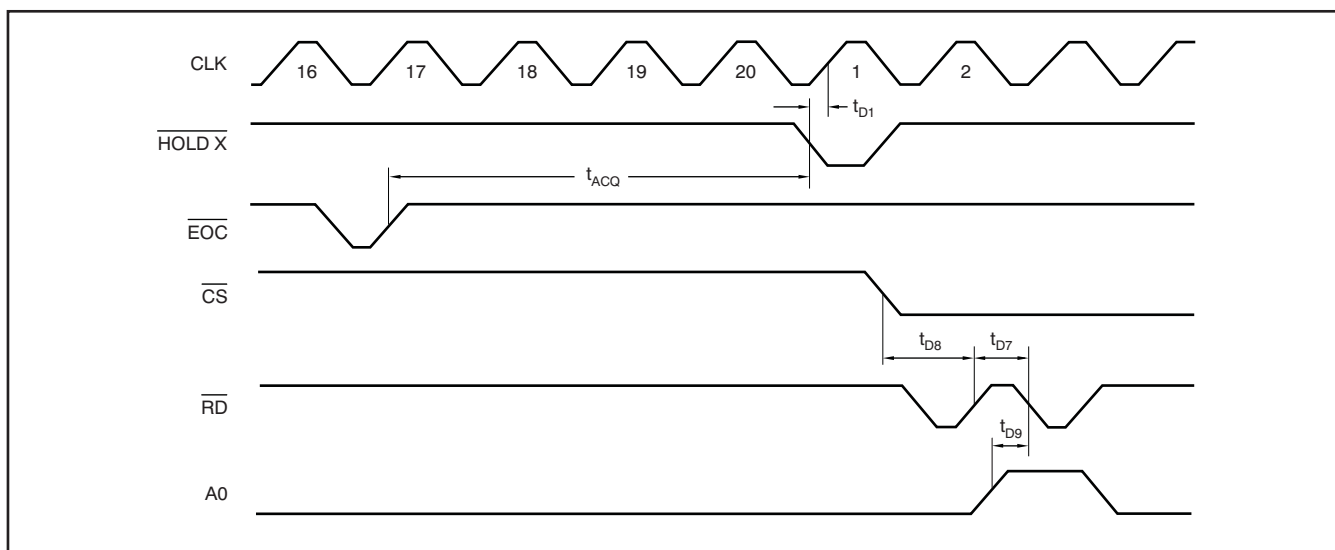 CLK
16 17 18 19 20 1 2
tD1
HOLD X
tACQ
EOC
CS
tD8 tD7
RD
tD9
A0